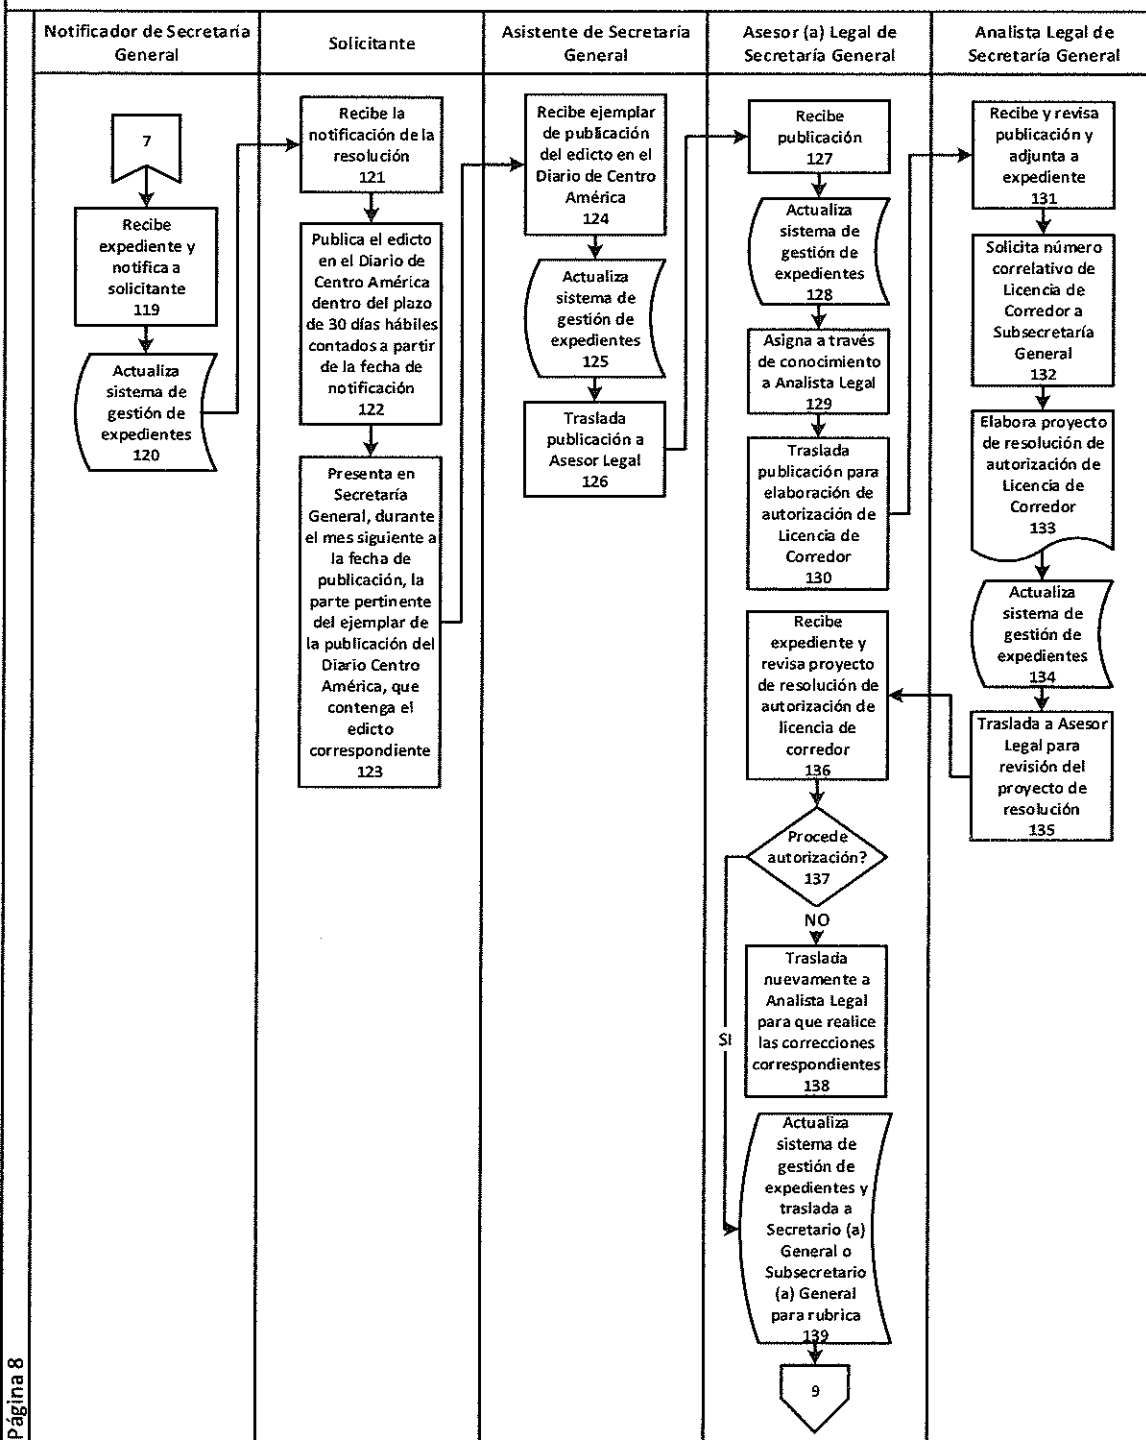 Notificador de Secretaría
General
Solicitante
Asistente de Secretaría
General
Asesor (a) Legal de
Secretaría General
Analista Legal de
Secretaría General
7
Recibe
expediente y
notifica a
solicitante
119
Actualiza
sistema de
gestión de
expedientes
120
Recibe la
notificación de la
resolución
121
Publica el edicto
en el Diario de
Centro América
dentro del plazo
de 30 días hábiles
contados a partir
de la fecha de
notificación
122
Presenta en
Secretaría
General, durante
el mes siguiente a
la fecha de
publicación, la
parte pertinente
del ejemplar de
la publicación del
Diario Centro
América, que
contenga el
edicto
correspondiente
123
Recibe ejemplar
de publicación
del edicto en el
Diario de Centro
América
124
Actualiza
sistema de
gestión de
expedientes
125
Traslada
publicación a
Asesor Legal
126
Recibe
publicación
127
Actualiza
sistema de
gestión de
expedientes
128
Asigna a través
de conocimiento
a Analista Legal
129
Traslada
publicación para
elaboración de
autorización de
Licencia de
Corredor
130
Recibe y revisa
publicación y
adjunta a
expediente
131
Solicita número
correlativo de
Licencia de
Corredor a
Subsecretaría
General
132
Elabora proyecto
de resolución de
autorización de
Licencia de
Corredor
133
Actualiza
sistema de
gestión de
expedientes
134
Traslada a Asesor
Legal para
revisión del
proyecto de
resolución
135
Recibe
expediente y
revisa proyecto
de resolución de
autorización de
licencia de
corredor
136
Procede
autorización?
137
NO
Traslada
nuevamente a
Analista Legal
para que realice
las correcciones
correspondientes
138
SI
Actualiza
sistema de
gestión de
expedientes y
traslada a
Secretario (a)
General o
Subsecretario
(a) General
para rubrica
139
9
Página 8